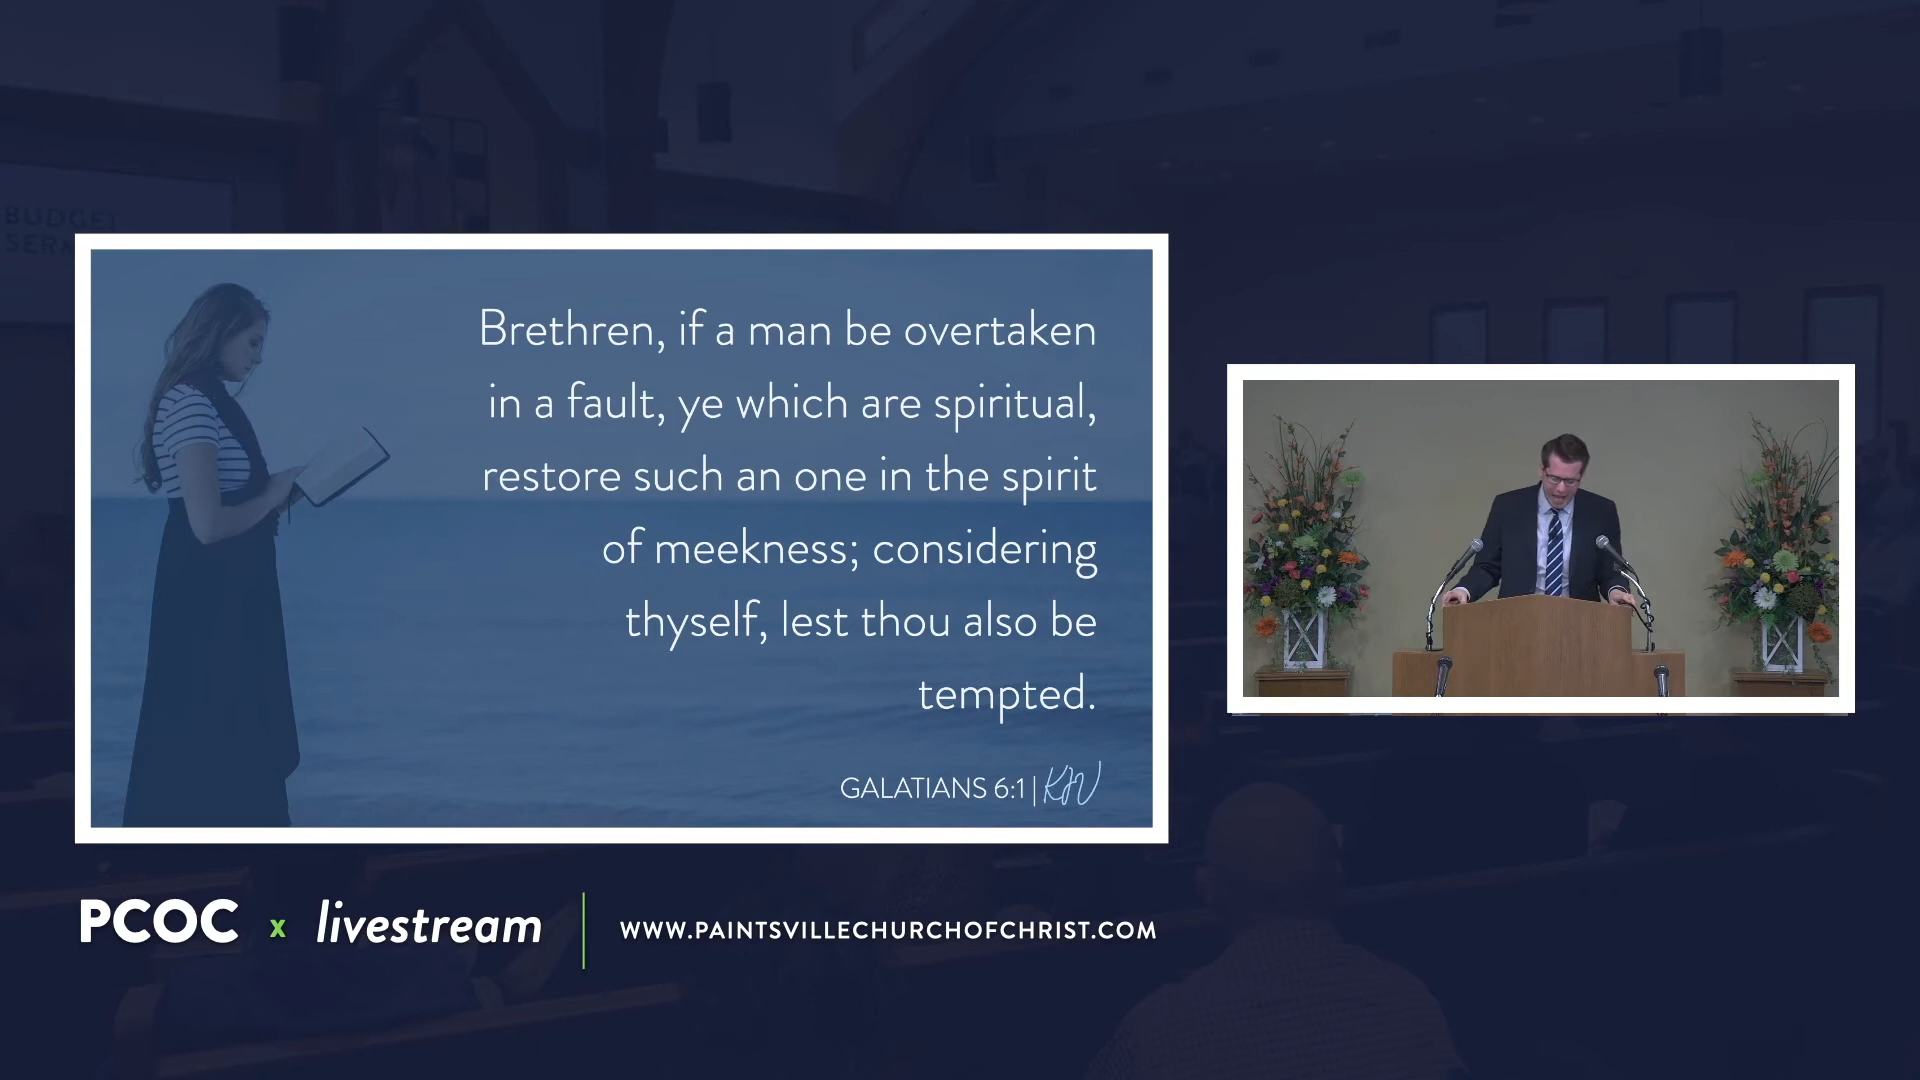 BUDGET
Brethren, if a man be overtaken
in a fault, ye which are spiritual,
restore such an one in the spirit
of meekness; considering
thyself, lest thou also be
tempted.
GALATIANS 6:1 | KJV
PCOC x livestream
WWW.PAINTSVILLECHURCHOFCHRIST.COM